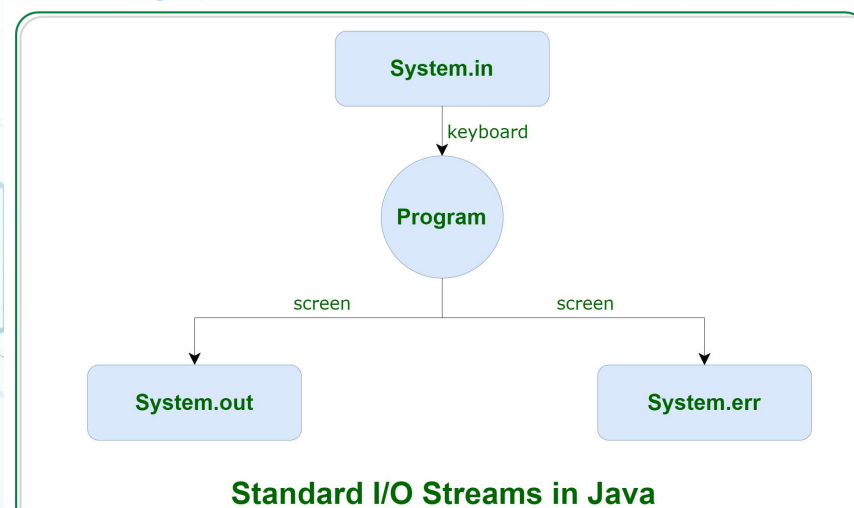 System.in
keyboard
Program
screen
screen
System.out
System.err
Standard I/O Streams in Java